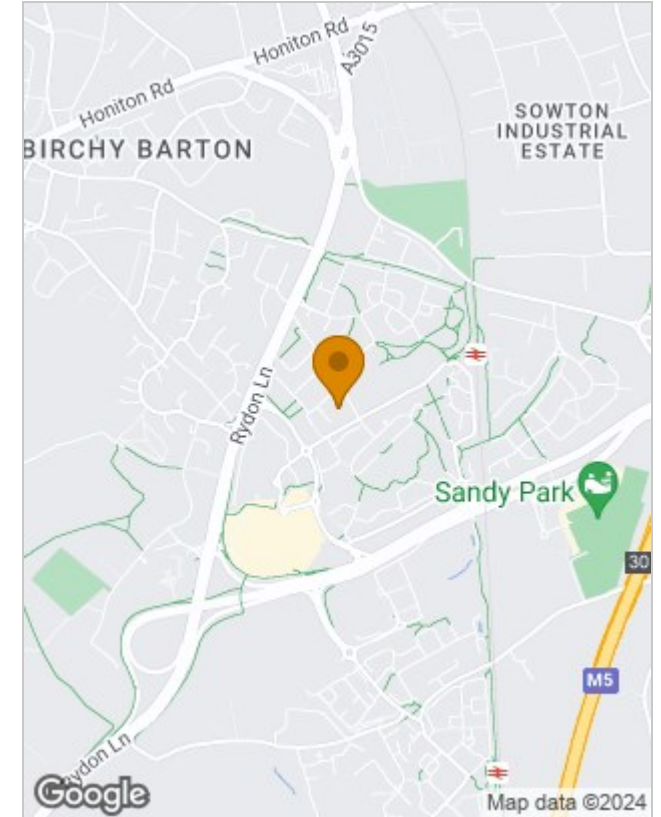 Honiton Rd
A3015
Honiton Rd
SOWTON
INDUSTRIAL
ESTATE
BIRCHY BARTON
Rydon Ln
Sandy Park
30
M5
Rydon Ln
Google
Map data ©2024